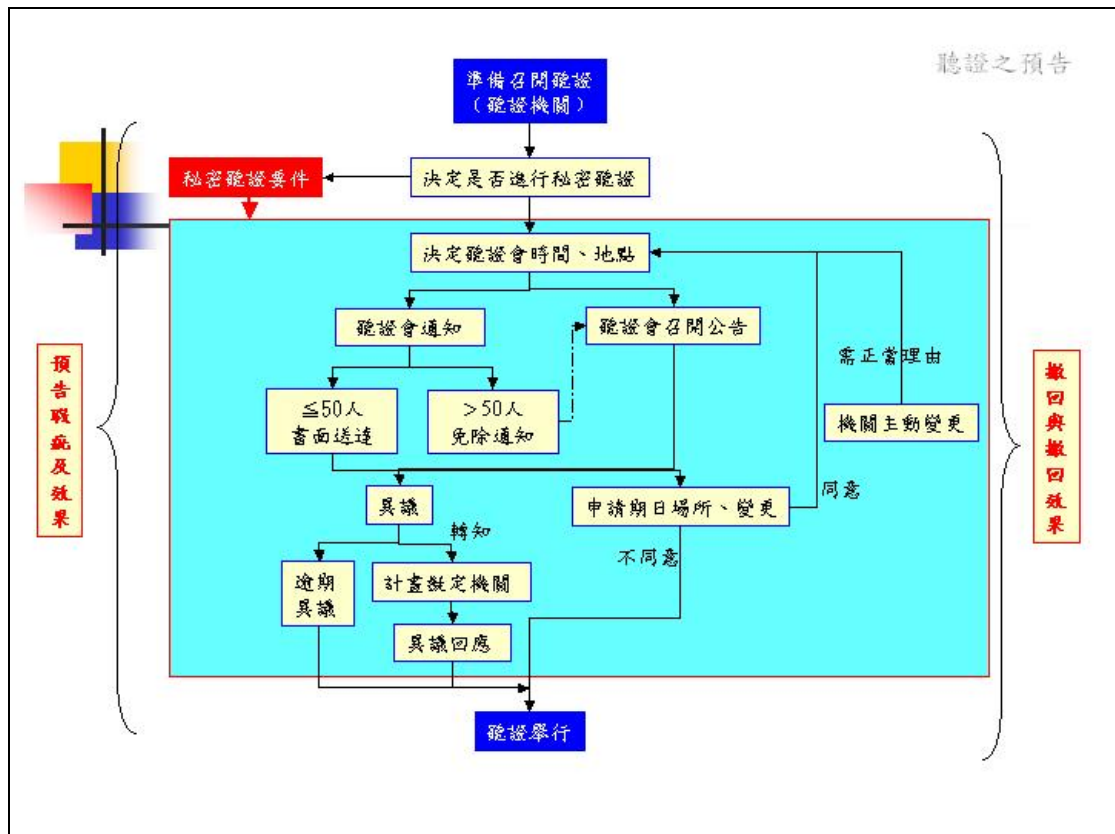 聽證之預告
準備召開聽證
（聽證機關）
秘密聽證要件
決定是否進行秘密聽證
決定聽證會時間、地點
聽證會通知
聽證會召開公告
需正當理由
預告瑕疵及效果
撤回與撤回效果
≦50人
書面送達
＞50人
免除通知
機關主動變更
異議
申請期日場所、變更
同意
轉知
不同意
逾期
異議
計畫擬定機關
異議回應
聽證舉行